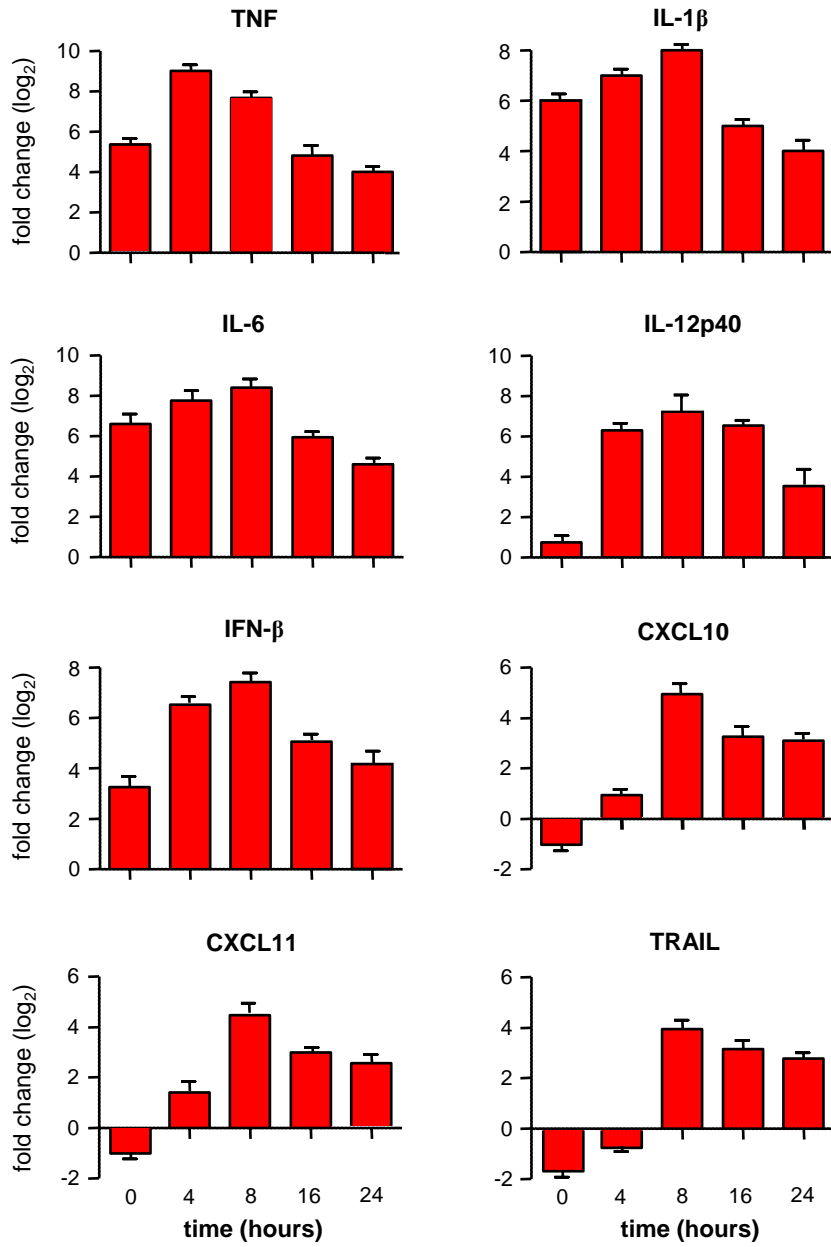 TNF
fold change (log₂)
10
8
6
4
2
0
IL-1β
8
6
4
2
0
IL-6
fold change (log₂)
10
8
6
4
2
0
IL-12p40
10
8
6
4
2
0
IFN-β
fold change (log₂)
8
6
4
2
0
CXCL10
6
4
2
0
-2
CXCL11
fold change (log₂)
6
4
2
0
-2
0 4 8 16 24
time (hours)
TRAIL
6
4
2
0
-2
0 4 8 16 24
time (hours)